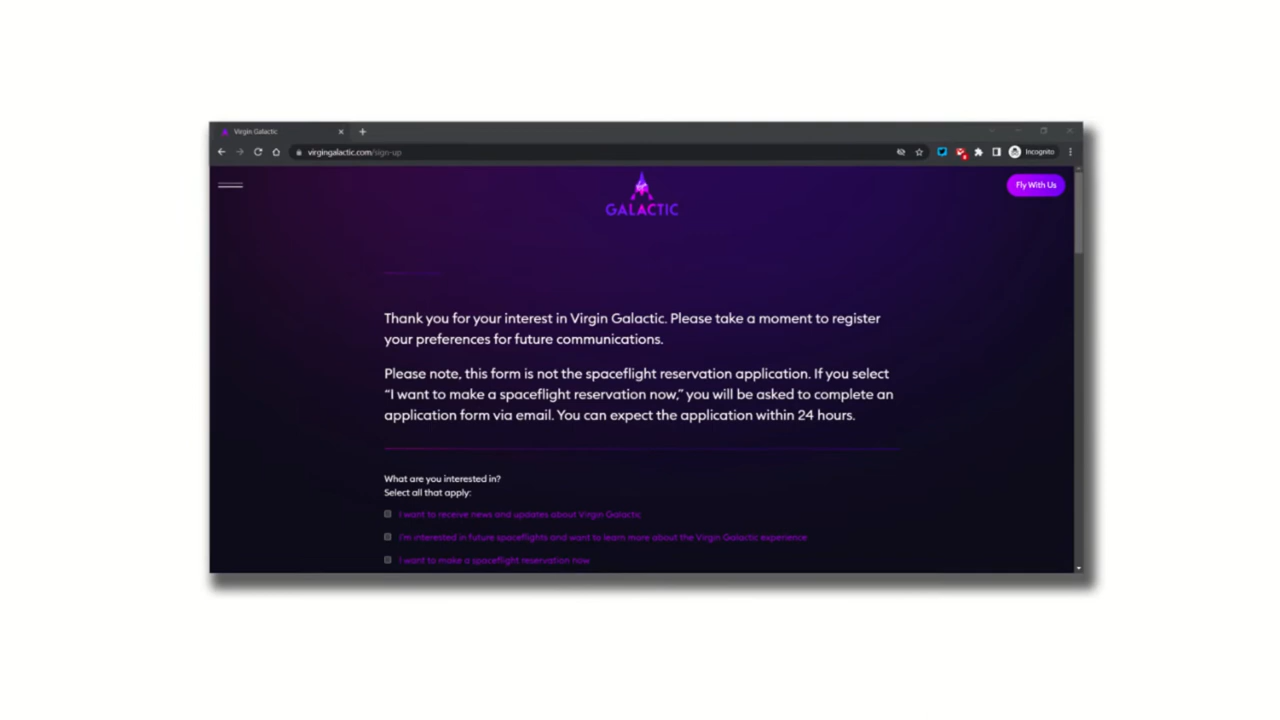 Virgin Galactic
virgingalactic.com/sign-up
Incognito
GALACTIC
Fly With Us
Thank you for your interest in Virgin Galactic. Please take a moment to register
your preferences for future communications.
Please note, this form is not the spaceflight reservation application. If you select
“I want to make a spaceflight reservation now,” you will be asked to complete an
application form via email. You can expect the application within 24 hours.
What are you interested in?
Select all that apply:
I want to receive news and updates about Virgin Galactic
I'm interested in future spaceflights and want to learn more about the Virgin Galactic experience
I want to make a spaceflight reservation now